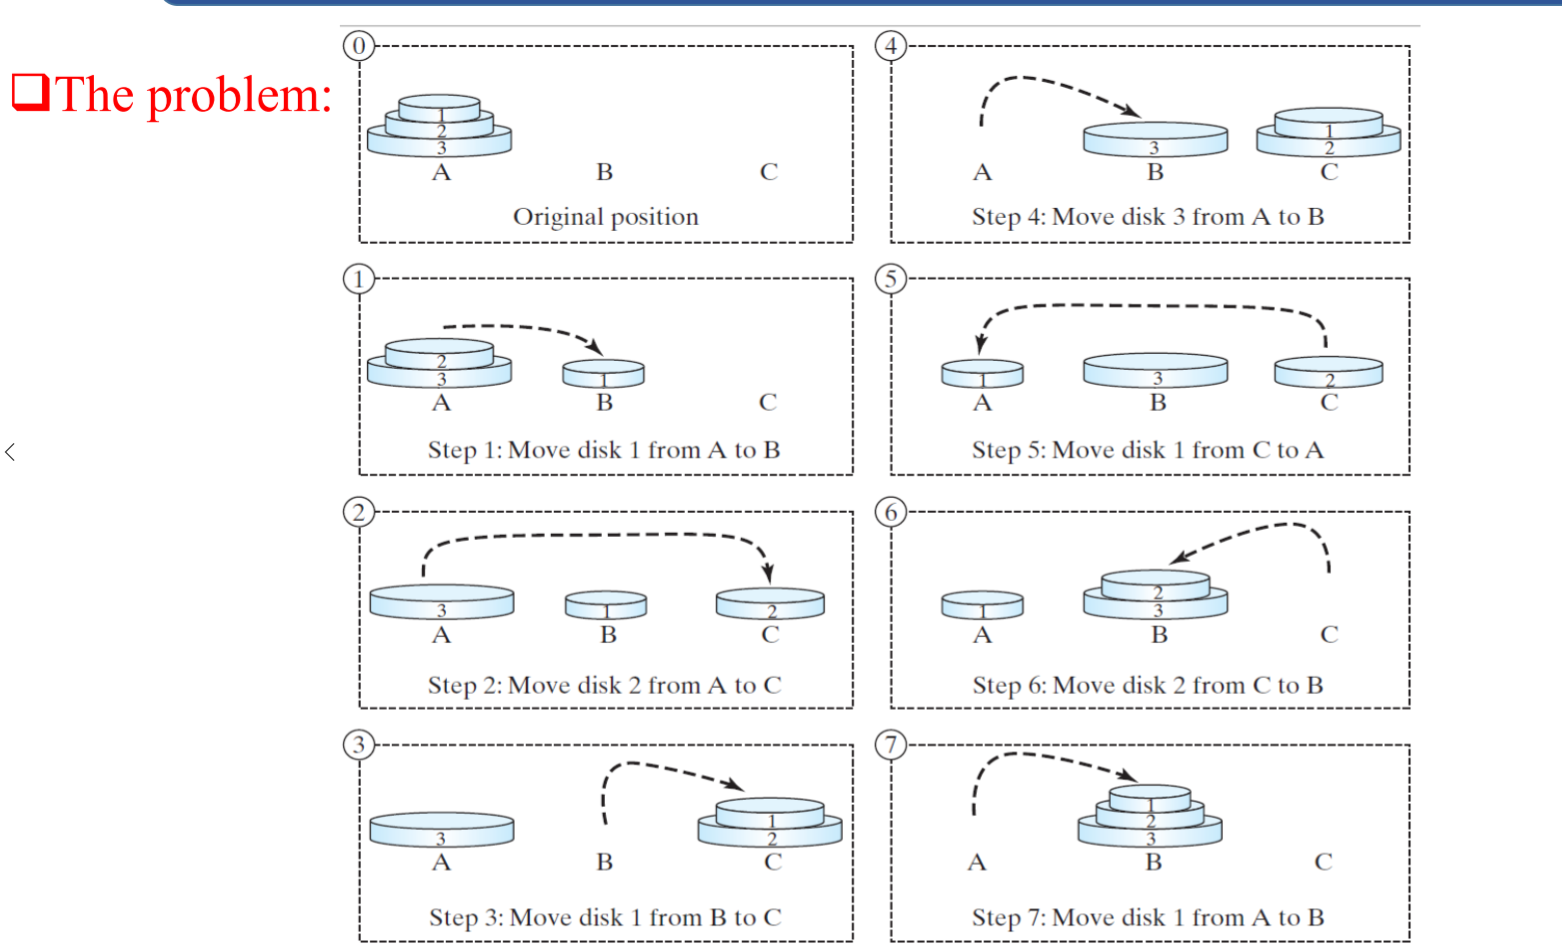 The problem:
0
1
2
3
A
B
C
Original position
1
2
3
1
A
B
C
Step 1: Move disk 1 from A to B
2
3
1
2
A
B
C
Step 2: Move disk 2 from A to C
3
1
3
2
A
B
C
Step 3: Move disk 1 from B to C
4
1
3
2
A
B
C
Step 4: Move disk 3 from A to B
5
1
3
2
A
B
C
Step 5: Move disk 1 from C to A
6
2
1
3
A
B
C
Step 6: Move disk 2 from C to B
7
1
2
3
A
B
C
Step 7: Move disk 1 from A to B